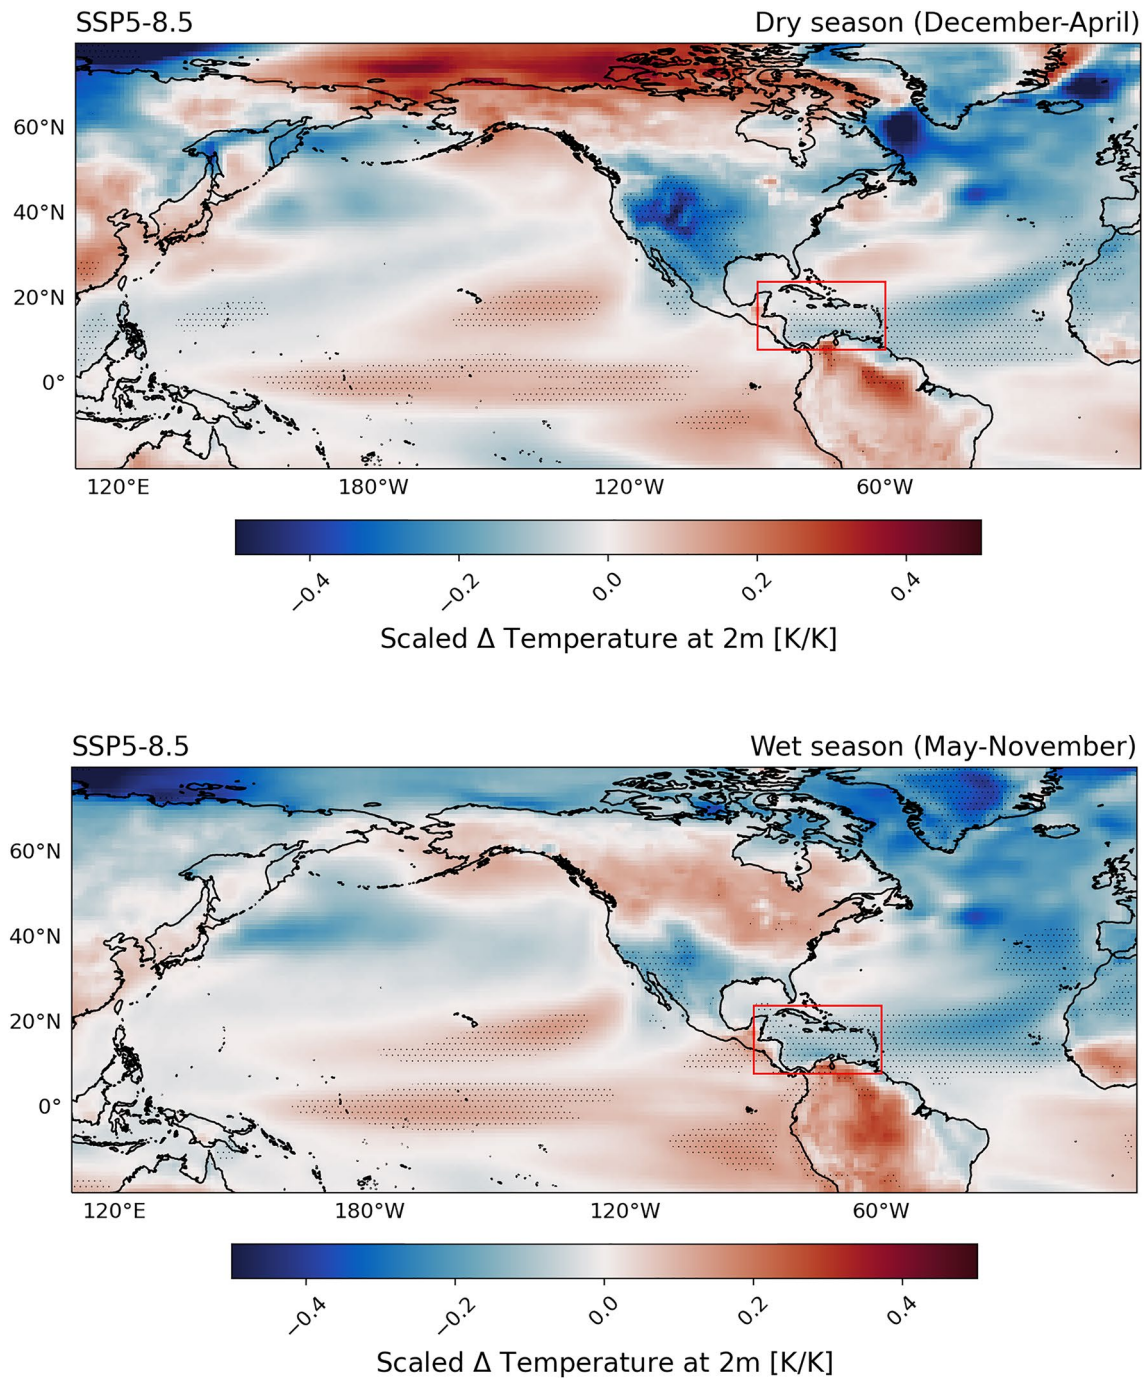 SSP5-8.5 Dry season (December-April)
60°N
40°N
20°N
0°
120°E 180°W 120°W 60°W
−0.4 −0.2 0.0 0.2 0.4
Scaled Δ Temperature at 2m [K/K]
SSP5-8.5 Wet season (May-November)
60°N
40°N
20°N
0°
120°E 180°W 120°W 60°W
−0.4 −0.2 0.0 0.2 0.4
Scaled Δ Temperature at 2m [K/K]